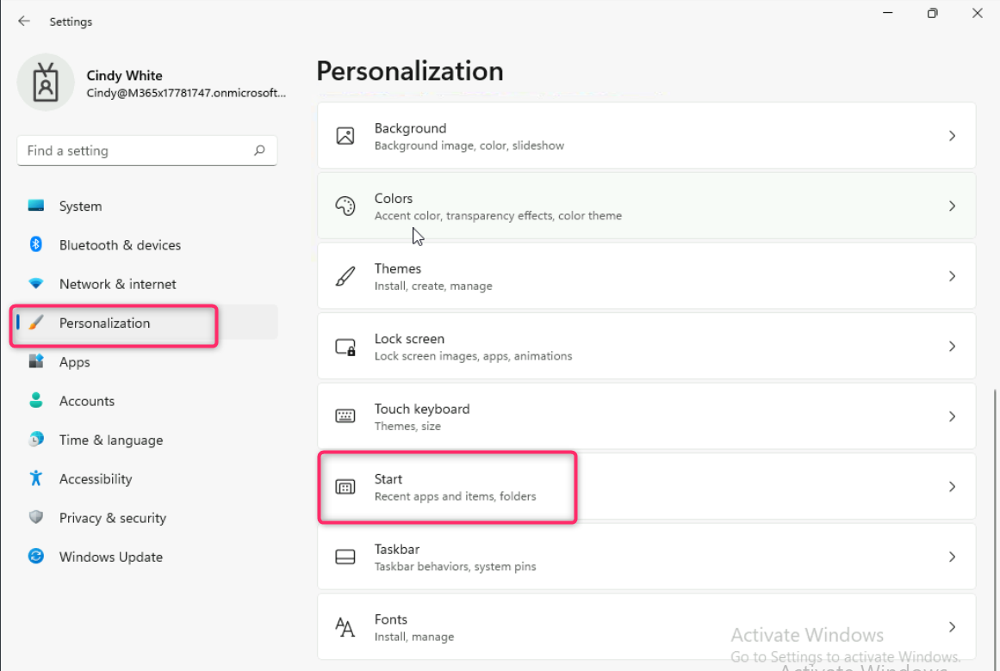 Settings
Cindy White
Cindy@M365x17781747.onmicrosoft...
Find a setting
System
Bluetooth & devices
Network & internet
Personalization
Apps
Accounts
Time & language
Accessibility
Privacy & security
Windows Update
Personalization
Background
Background image, color, slideshow
Colors
Accent color, transparency effects, color theme
Themes
Install, create, manage
Lock screen
Lock screen images, apps, animations
Touch keyboard
Themes, size
Start
Recent apps and items, folders
Taskbar
Taskbar behaviors, system pins
Fonts
Install, manage
Activate Windows
Go to Settings to activate Windows.
Activate Windows